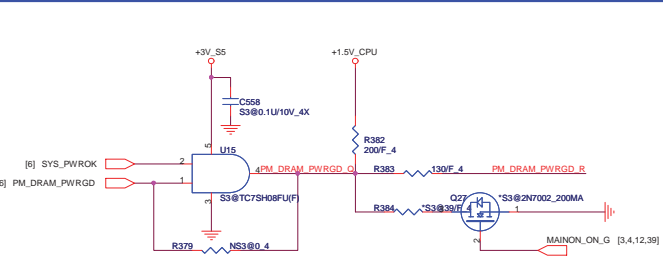 +3V_S5
+1.5V_CPU
C558
S3@0.1U/10V_4X
R382
200/F_4
U15
5
[6] SYS_PWROK
2
4
PM_DRAM_PWRGD_Q
R383
130/F_4
PM_DRAM_PWRGD_R
6] PM_DRAM_PWRGD
1
3
S3@TC7SH08FU(F)
R384
*S3@39/F_4
Q27
*S3@2N7002_200MA
1
2
R379
NS3@0_4
MAINON_ON_G [3,4,12,39]